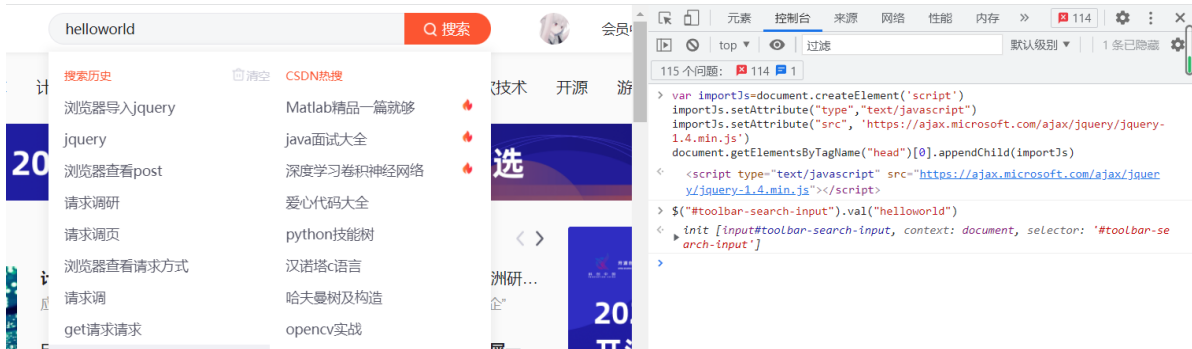 helloworld
搜索
会员中
搜索历史
清空
CSDN热搜
浏览器导入jquery
jquery
浏览器查看post
请求调研
请求调页
浏览器查看请求方式
请求调
get请求请求
Matlab精品一篇就够
java面试大全
深度学习卷积神经网络
爱心代码大全
python技能树
汉诺塔c语言
哈夫曼树及构造
opencv实战
计
技术
开源
游
20
选
计
洲研...
企"
202
元素
控制台
来源
网络
性能
内存
114
top
过滤
默认级别
1 条已隐藏
115 个问题:
114
1
var importJs=document.createElement('script')
importJs.setAttribute("type","text/javascript")
importJs.setAttribute("src", 'https://ajax.microsoft.com/ajax/jquery/jquery-
1.4.min.js')
document.getElementsByTagName("head")[0].appendChild(importJs)
<script type="text/javascript" src="https://ajax.microsoft.com/ajax/jquer
y/jquery-1.4.min.js"></script>
$("#toolbar-search-input").val("helloworld")
init [input#toolbar-search-input, context: document, selector: '#toolbar-se
arch-input']